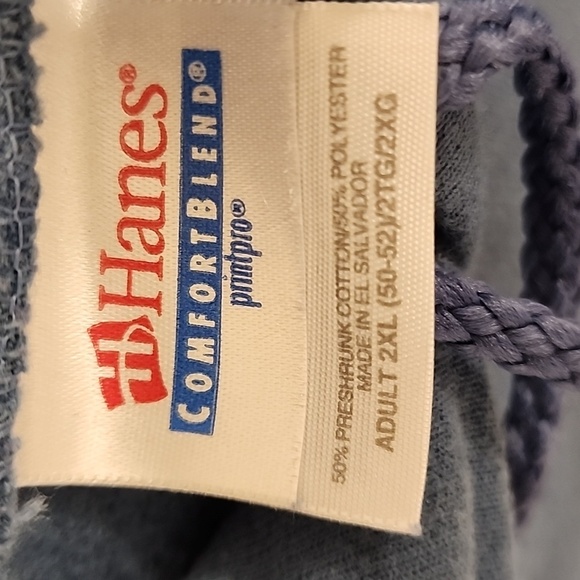 Hanes®
COMFORTBLEND®
printpro®
50% PRESHRUNK COTTON/50% POLYESTER
MADE IN EL SALVADOR
ADULT 2XL (50-52)/2TG/2XG